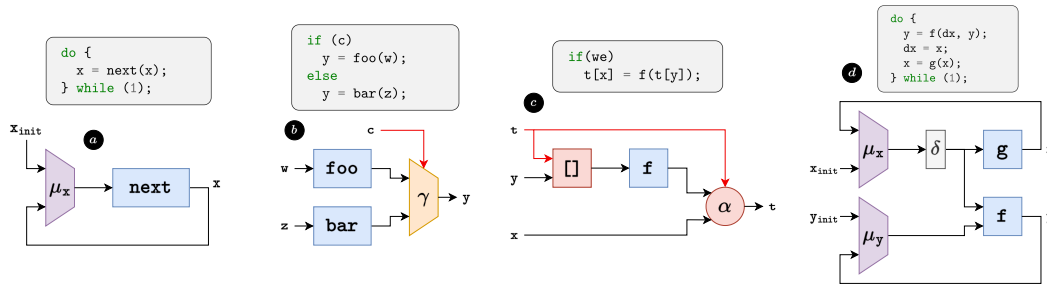 do {
x = next(x);
} while (1);
if (c)
y = foo(w);
else
y = bar(z);
if(we)
t[x] = f(t[y]);
do {
y = f(dx, y);
dx = x;
x = g(x);
} while (1);
a
x_init
μ_x
next
x
b
c
w
foo
γ
y
z
bar
c
t
y
[]
f
α
t
x
d
μ_x
δ
g
x_init
y_init
μ_y
f